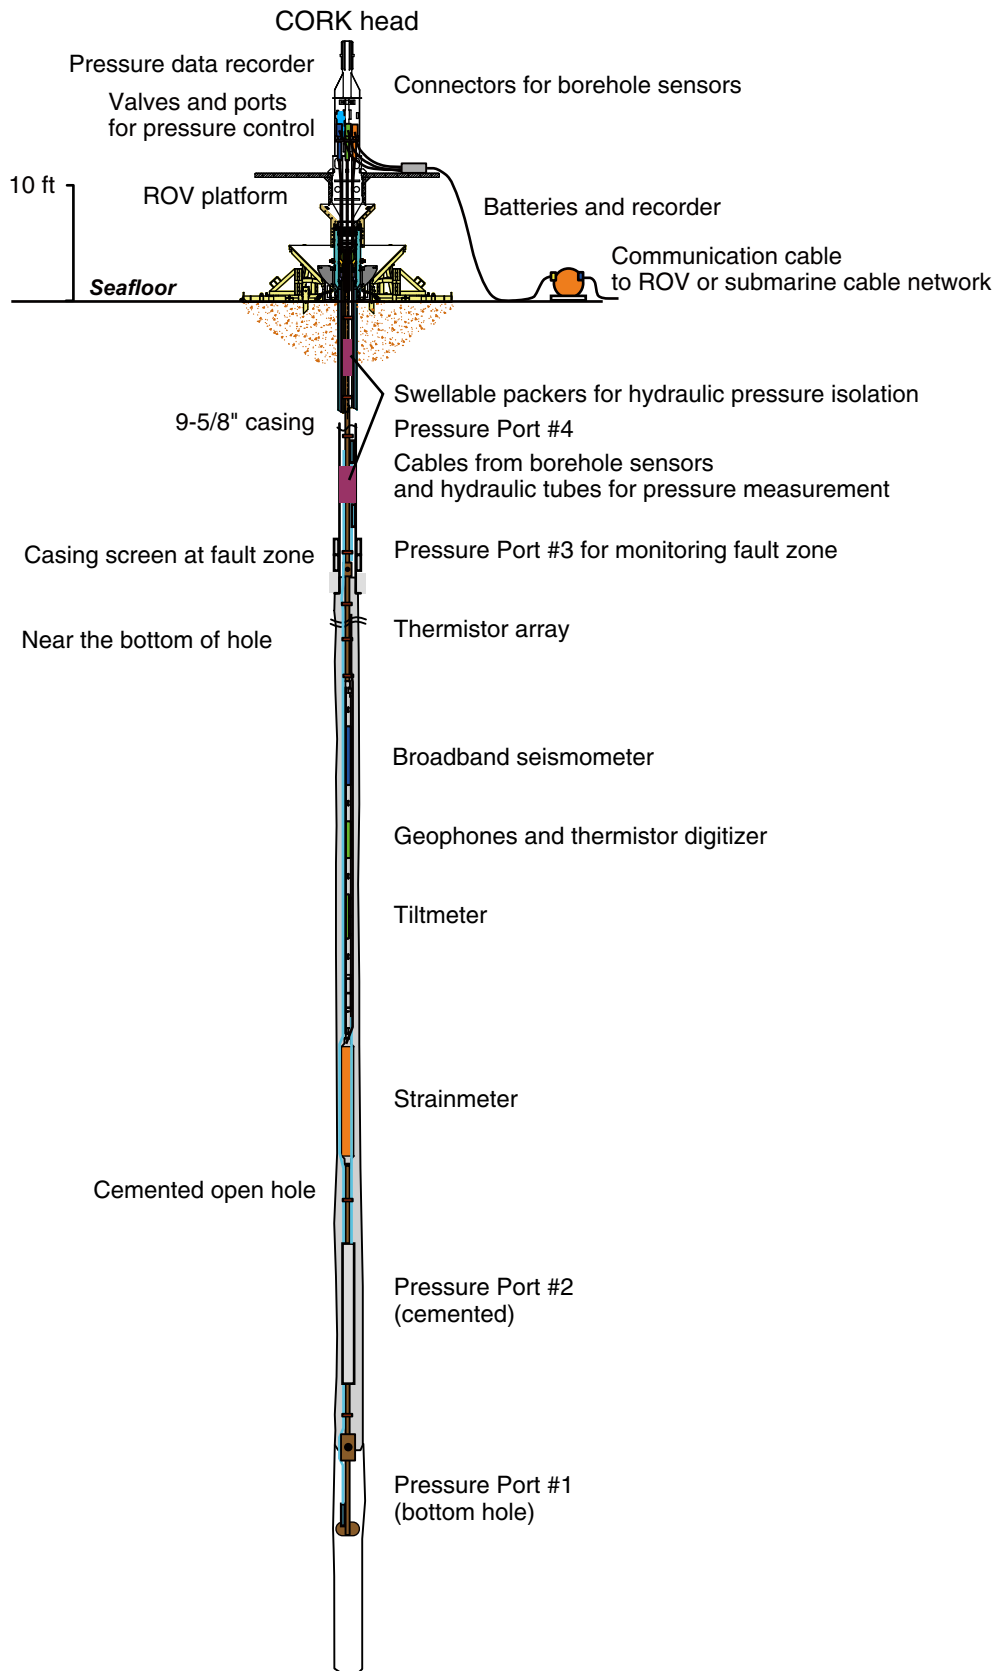 CORK head
Pressure data recorder
Connectors for borehole sensors
Valves and ports
for pressure control
10 ft
ROV platform
Batteries and recorder
Communication cable
to ROV or submarine cable network
Seafloor
Swellable packers for hydraulic pressure isolation
9-5/8" casing
Pressure Port #4
Cables from borehole sensors
and hydraulic tubes for pressure measurement
Casing screen at fault zone
Pressure Port #3 for monitoring fault zone
Near the bottom of hole
Thermistor array
Broadband seismometer
Geophones and thermistor digitizer
Tiltmeter
Strainmeter
Cemented open hole
Pressure Port #2
(cemented)
Pressure Port #1
(bottom hole)